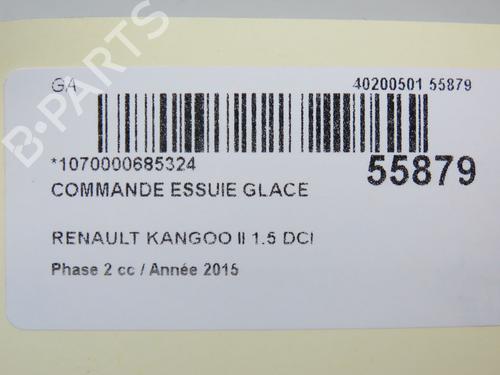 GA
40200501 55879
*1070000685324
55879
COMMANDE ESSUIE GLACE
RENAULT KANGOO II 1.5 DCI
Phase 2 cc / Année 2015
B-PARTS